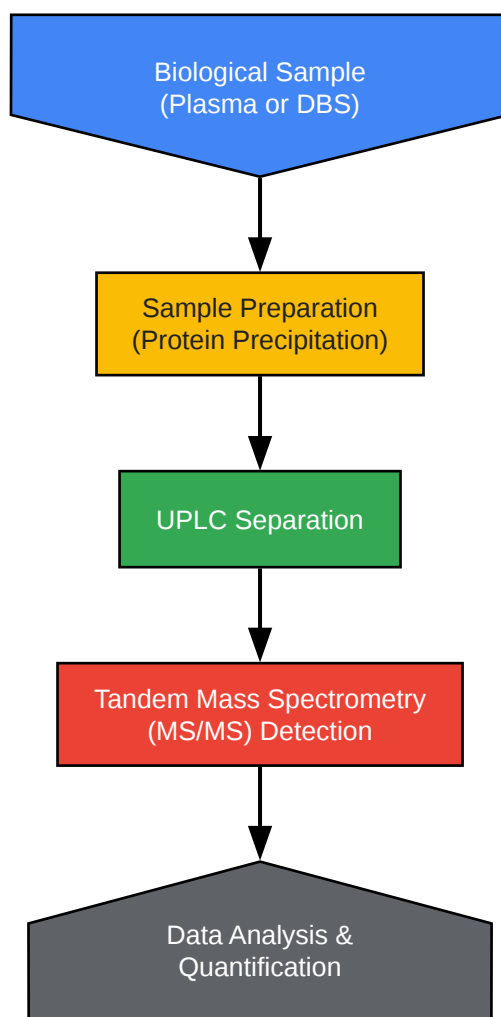 Biological Sample
(Plasma or DBS)
Sample Preparation
(Protein Precipitation)
UPLC Separation
Tandem Mass Spectrometry
(MS/MS) Detection
Data Analysis &
Quantification